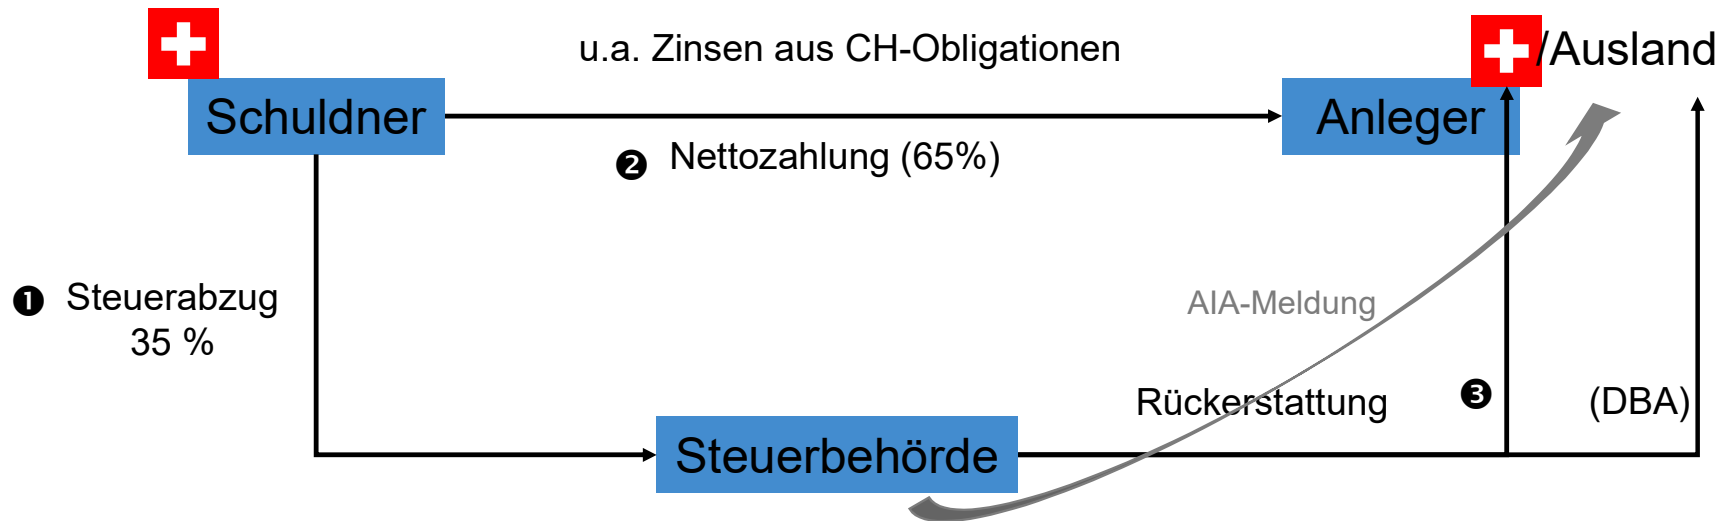 u.a. Zinsen aus CH-Obligationen
/Ausland
Schuldner
Anleger
❷ Nettozahlung (65%)
❶ Steuerabzug
35 %
AIA-Meldung
Rückerstattung ❸ (DBA)
Steuerbehörde